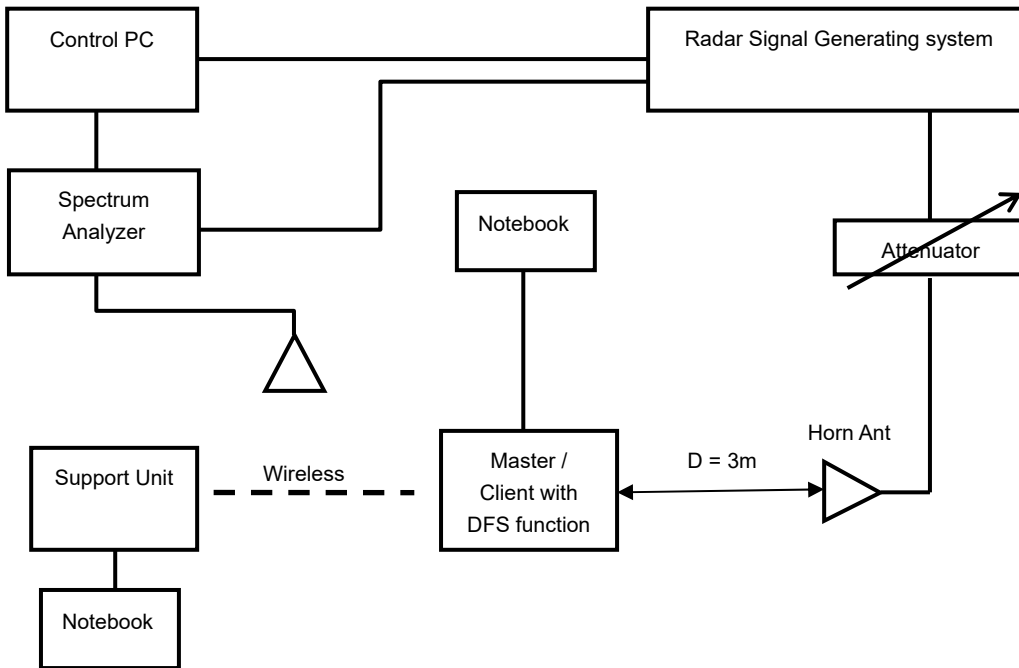 Control PC
Radar Signal Generating system
Spectrum
Analyzer
Notebook
Attenuator
Horn Ant
Support Unit
Wireless
Master /
Client with
DFS function
D = 3m
Notebook